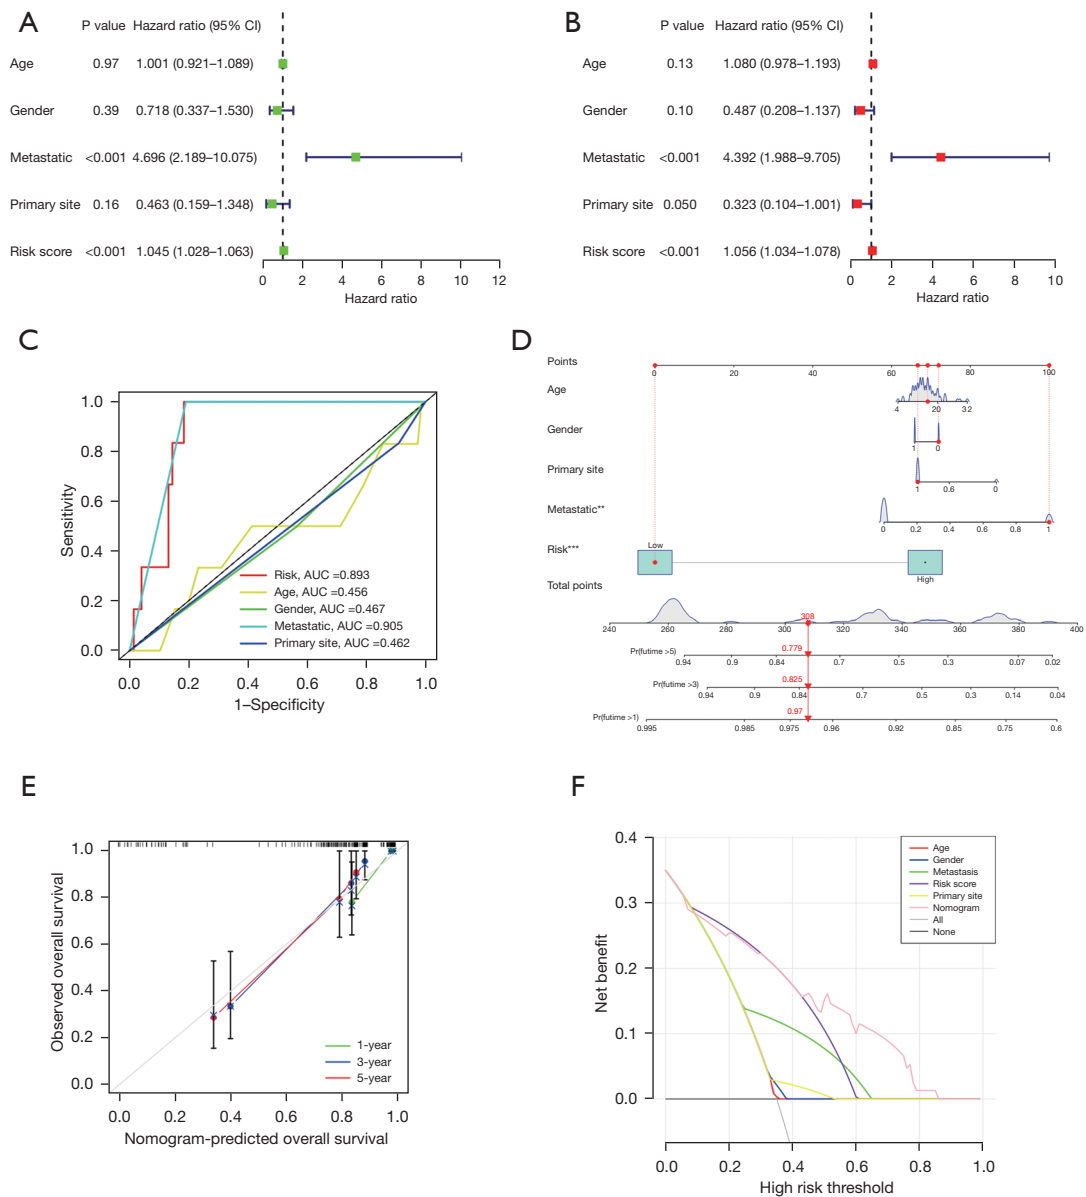 A
P value Hazard ratio (95% CI)
Age 0.97 1.001 (0.921–1.089)
Gender 0.39 0.718 (0.337–1.530)
Metastatic <0.001 4.696 (2.189–10.075)
Primary site 0.16 0.463 (0.159–1.348)
Risk score <0.001 1.045 (1.028–1.063)
0 2 4 6 8 10 12
Hazard ratio
B
P value Hazard ratio (95% CI)
Age 0.13 1.080 (0.978–1.193)
Gender 0.10 0.487 (0.208–1.137)
Metastatic <0.001 4.392 (1.988–9.705)
Primary site 0.050 0.323 (0.104–1.001)
Risk score <0.001 1.056 (1.034–1.078)
0 2 4 6 8 10
Hazard ratio
C
Sensitivity
1.0
0.8
0.6
0.4
0.2
0.0
Risk, AUC =0.893
Age, AUC =0.456
Gender, AUC =0.467
Metastatic, AUC =0.905
Primary site, AUC =0.462
0.0 0.2 0.4 0.6 0.8 1.0
1–Specificity
D
Points
0 20 40 60 80 100
Age
4 20 32
Gender
1 0
Primary site
1 0.6 0
Metastatic**
0 0.2 0.4 0.6 0.8 1
Risk***
Low
High
Total points
308
240 260 280 300 320 340 360 380 400
Pr(futime >5)
0.779
0.94 0.9 0.84 0.7 0.5 0.3 0.07 0.02
Pr(futime >3)
0.825
0.94 0.9 0.84 0.7 0.5 0.3 0.14 0.04
Pr(futime >1)
0.97
0.995 0.985 0.975 0.96 0.92 0.85 0.75 0.6
E
Observed overall survival
1.0
0.8
0.6
0.4
0.2
0.0
1-year
3-year
5-year
0.0 0.2 0.4 0.6 0.8 1.0
Nomogram-predicted overall survival
F
Net benefit
0.4
0.3
0.2
0.1
0.0
Age
Gender
Metastasis
Risk score
Primary site
Nomogram
All
None
0.0 0.2 0.4 0.6 0.8 1.0
High risk threshold